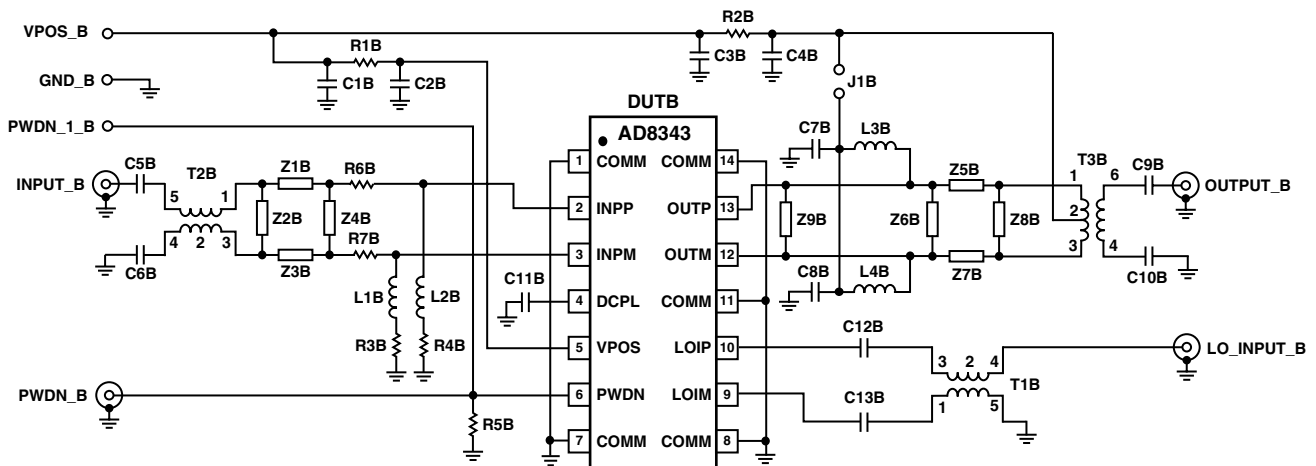 R2B
VPOS_B
R1B
C3B
C4B
C1B
C2B
J1B
GND_B
DUTB
PWDN_1_B
AD8343
C7B
L3B
C5B
T2B
Z1B
R6B
1
COMM
COMM
14
Z5B
T3B
C9B
INPUT_B
5
1
1
6
OUTPUT_B
Z2B
Z4B
2
INPP
OUTP
13
Z9B
Z6B
Z8B
2
4
2
3
R7B
3
INPM
OUTM
12
3
4
C6B
Z3B
C8B
L4B
Z7B
C10B
C11B
L1B
L2B
4
DCPL
COMM
11
C12B
R3B
R4B
5
VPOS
LOIP
10
3
2
4
LO_INPUT_B
T1B
PWDN_B
6
PWDN
LOIM
9
C13B
1
5
R5B
7
COMM
COMM
8